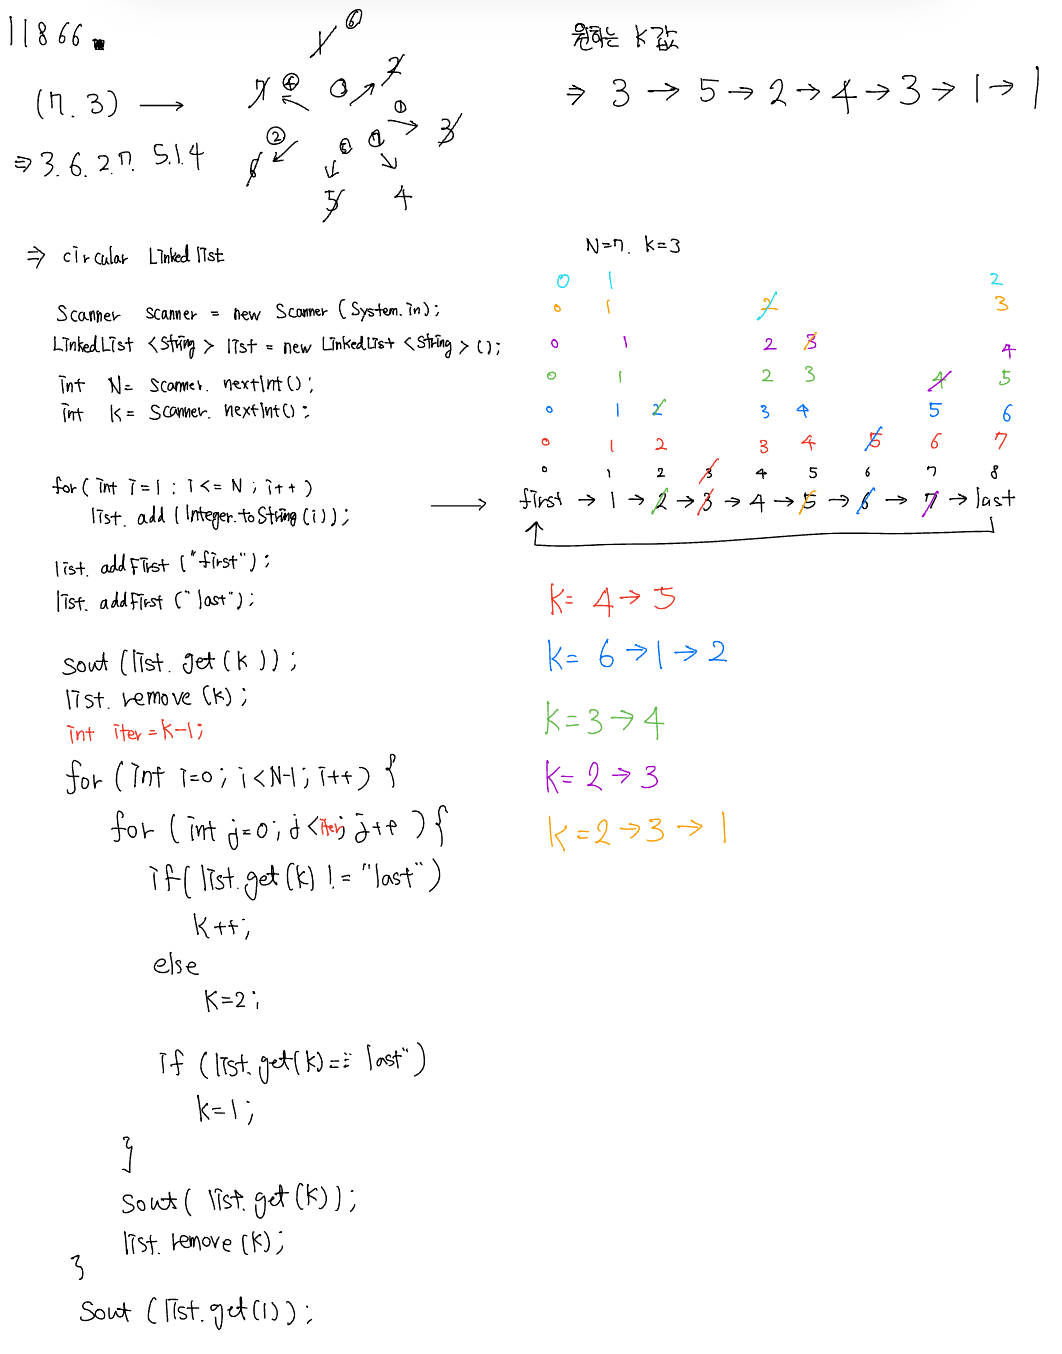 11866.
(7. 3) →
⇒ 3. 6. 2. 7. 5. 1. 4
1 ⑥
7 ④
③ 2
① 3
② 6
⑤ 5
⑦ 4
원하는 K값
⇒ 3 → 5 → 2 → 4 → 3 → 1 → 1
⇒ circular Linked list
Scanner scanner = new Scanner (System.in);
LinkedList <String> list = new LinkedList <String> ();
int N= Scanner. nextInt();
int k= Scanner. nextInt();
for( int i=1 ; i <= N ; i++ )
list. add ( Integer.toString(i));
list. addFirst ("first");
list. addFirst ("last");
Sout (list. get (k ));
list. remove (k);
int iter = k-1;
for (int i=0; i<N-1; i++) {
for (int j=0; j<iter; j++ ) {
if( list.get(k) != "last")
k++;
else
k=2;
if (list.get(k) == "last")
k=1;
}
Sout( list.get(k));
list. remove (k);
}
Sout (list.get(1));
N=7. k=3
0 1 2
0 1 2 3
0 1 2 3 4
0 1 2 3 4 5
0 1 2 3 4 5 6
0 1 2 3 4 5 6 7
0 1 2 3 4 5 6 7 8
first → 1 → 2 → 3 → 4 → 5 → 6 → 7 → last
k= 4 → 5
k= 6 → 1 → 2
k= 3 → 4
k= 2 → 3
k= 2 → 3 → 1